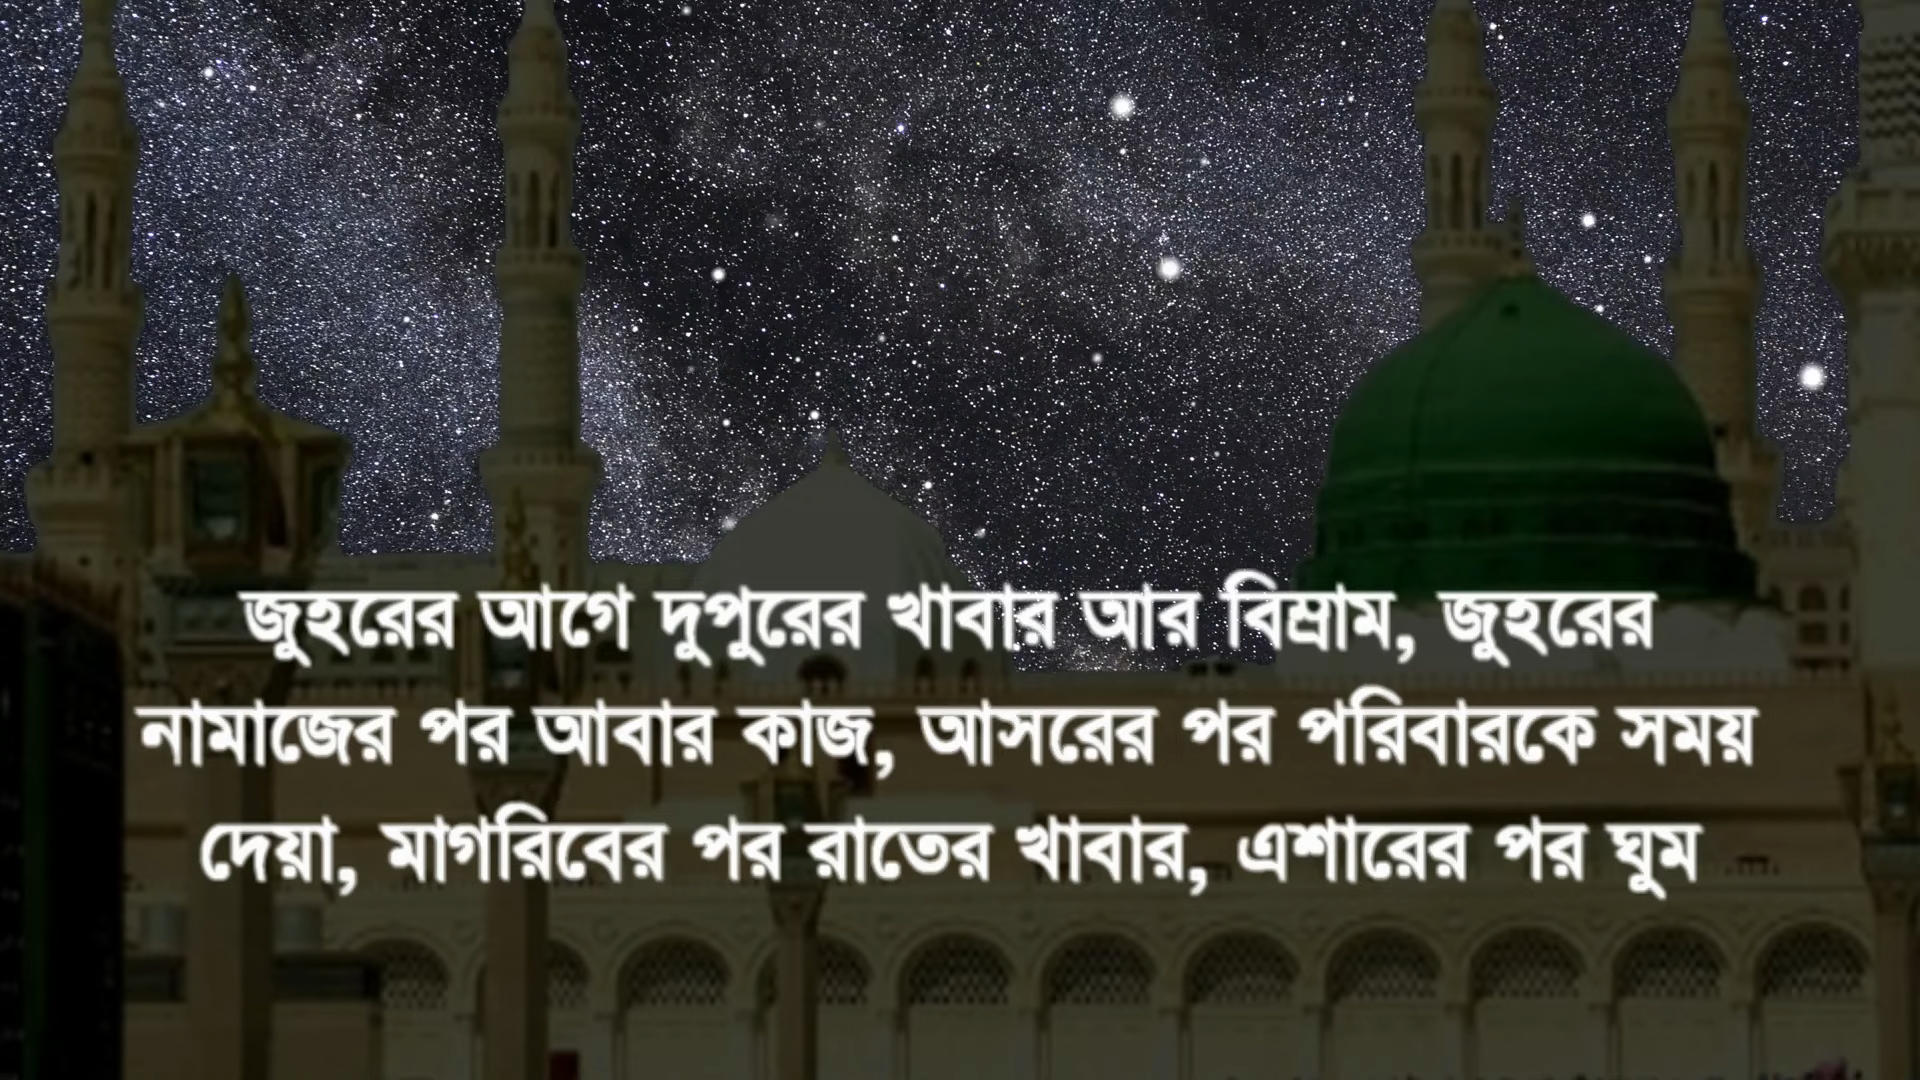 জুহরের আগে দুপুরের খাবার আর বিম্রাম, জুহরের
নামাজের পর আবার কাজ, আসরের পর পরিবারকে সময়
দেয়া, মাগরিবের পর রাতের খাবার, এশারের পর ঘুম